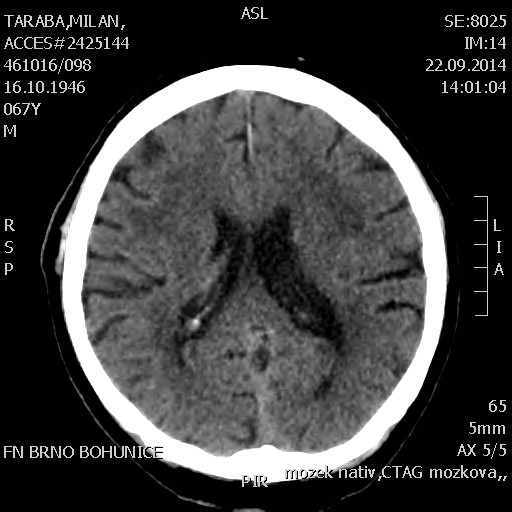 TARABA,MILAN,
ACCES#2425144
461016/098
16.10.1946
067Y
M
ASL
SE:8025
IM:14
22.09.2014
14:01:04
R
S
P
L
I
A
65
5mm
AX 5/5
FN BRNO BOHUNICE
PIR
mozek nativ,CTAG mozkova,,